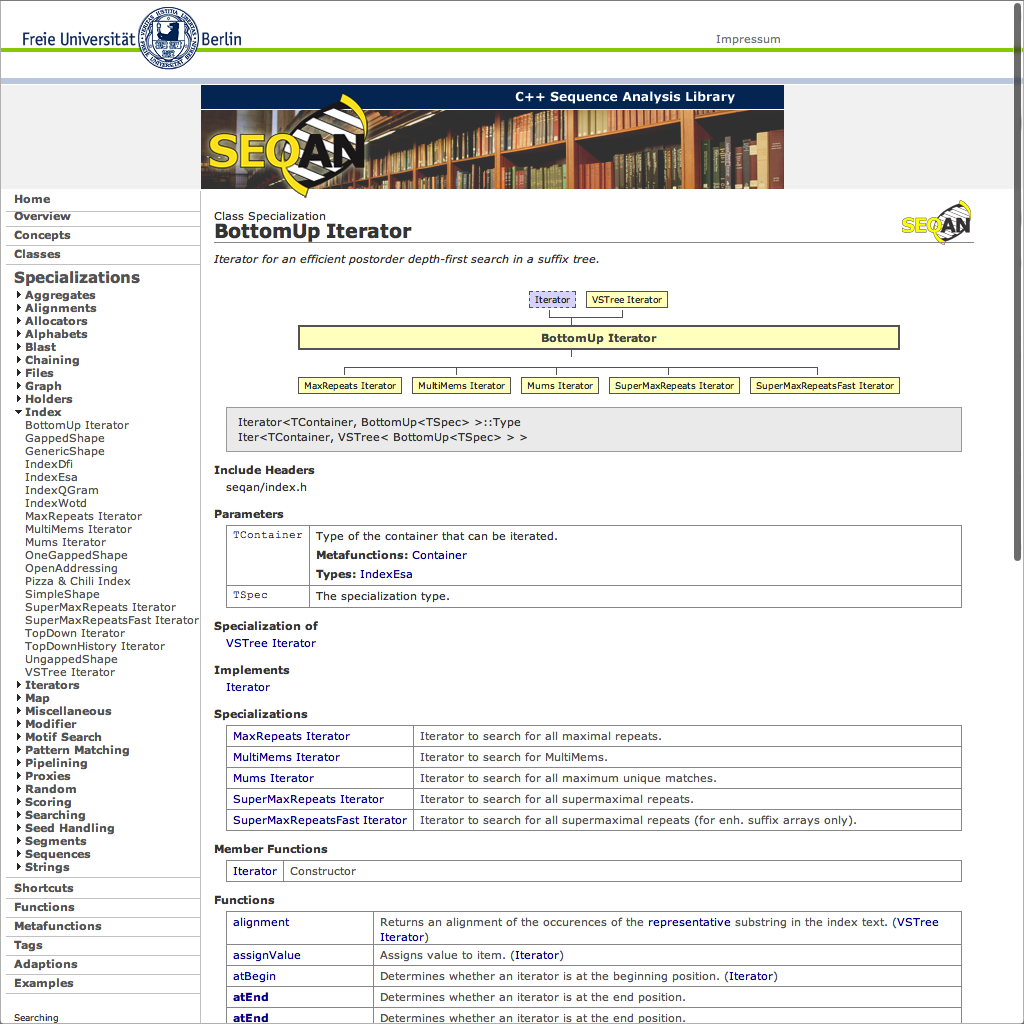 Freie Universität Berlin
Impressum
C++ Sequence Analysis Library
SEQAN
Home
Overview
Concepts
Classes
Specializations
Aggregates
Alignments
Allocators
Alphabets
Blast
Chaining
Files
Graph
Holders
Index
BottomUp Iterator
GappedShape
GenericShape
IndexDfi
IndexEsa
IndexQGram
IndexWotd
MaxRepeats Iterator
MultiMems Iterator
Mums Iterator
OneGappedShape
OpenAddressing
Pizza & Chili Index
SimpleShape
SuperMaxRepeats Iterator
SuperMaxRepeatsFast Iterator
TopDown Iterator
TopDownHistory Iterator
UngappedShape
VSTree Iterator
Iterators
Map
Miscellaneous
Modifier
Motif Search
Pattern Matching
Pipelining
Proxies
Random
Scoring
Searching
Seed Handling
Segments
Sequences
Strings
Shortcuts
Functions
Metafunctions
Tags
Adaptions
Examples
Searching
Class Specialization
BottomUp Iterator
SEQAN
Iterator for an efficient postorder depth-first search in a suffix tree.
Iterator VSTree Iterator
BottomUp Iterator
MaxRepeats Iterator MultiMems Iterator Mums Iterator SuperMaxRepeats Iterator SuperMaxRepeatsFast Iterator
Iterator<TContainer, BottomUp<TSpec> >::Type
Iter<TContainer, VSTree< BottomUp<TSpec> > >
Include Headers
seqan/index.h
Parameters
TContainer Type of the container that can be iterated.
Metafunctions: Container
Types: IndexEsa
TSpec The specialization type.
Specialization of
VSTree Iterator
Implements
Iterator
Specializations
MaxRepeats Iterator Iterator to search for all maximal repeats.
MultiMems Iterator Iterator to search for MultiMems.
Mums Iterator Iterator to search for all maximum unique matches.
SuperMaxRepeats Iterator Iterator to search for all supermaximal repeats.
SuperMaxRepeatsFast Iterator Iterator to search for all supermaximal repeats (for enh. suffix arrays only).
Member Functions
Iterator Constructor
Functions
alignment Returns an alignment of the occurences of the representative substring in the index text. (VSTree
Iterator)
assignValue Assigns value to item. (Iterator)
atBegin Determines whether an iterator is at the beginning position. (Iterator)
atEnd Determines whether an iterator is at the end position.
atEnd Determines whether an iterator is at the end position.